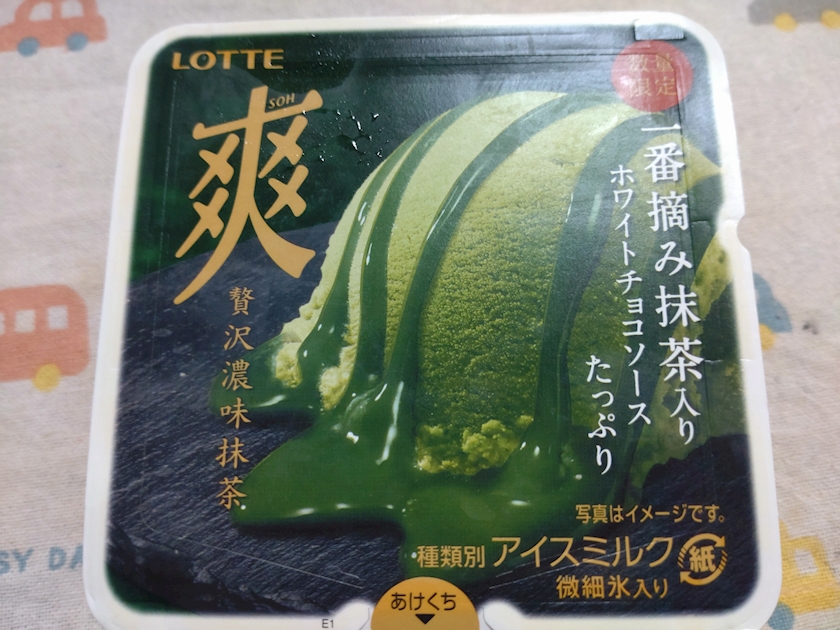 LOTTE
SOH
爽
贅沢濃味抹茶
数量
限定
一番摘み抹茶入り
ホワイトチョコソース
たっぷり
写真はイメージです。
種類別 アイスミルク
紙
微細氷入り
あけくち
E1
SY DA